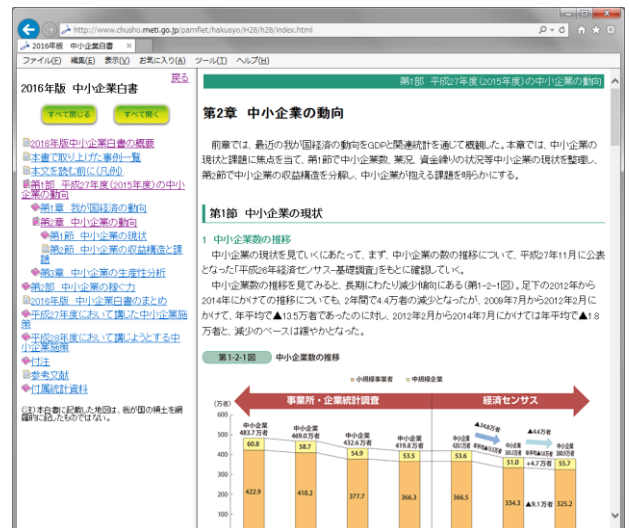 http://www.chusho.meti.go.jp/pamflet/hakusyo/H28/h28/index.html
2016年版 中小企業白書
ファイル(F) 編集(E) 表示(V) お気に入り(A) ツール(T) ヘルプ(H)
戻る
2016年版 中小企業白書
すべて閉じる すべて開く
2016年版中小企業白書の概要
本書で取り上げた事例一覧
本文を読む前に(凡例)
第1部 平成27年度(2015年度)の中小
企業の動向
第1章 我が国経済の動向
第2章 中小企業の動向
第1節 中小企業の現状
第2節 中小企業の収益構造と課
題
第3章 中小企業の生産性分析
第2部 中小企業の稼ぐ力
2016年版 中小企業白書のまとめ
平成27年度において講じた中小企業施
策
平成28年度において講じようとする中
小企業施策
付注
参考文献
付属統計資料
(注)本白書に記載した地図は、我が国の領土を網
羅的に記したものではない。
第1部 平成27年度(2015年度)の中小企業の動向
第2章 中小企業の動向
前章では、最近の我が国経済の動向をGDPと関連統計を通じて概観した。本章では、中小企業の
現状と課題に焦点を当て、第1節で中小企業数、業況、資金繰りの状況等中小企業の現状を整理し、
第2節で中小企業の収益構造を分解し、中小企業が抱える課題を明らかにする。
第1節 中小企業の現状
1 中小企業数の推移
中小企業の現状を見ていくにあたって、まず、中小企業の数の推移について、平成27年11月に公表
となった「平成26年経済センサス-基礎調査」をもとに確認していく。
中小企業数の推移を見てみると、長期にわたり減少傾向にある(第1-2-1図)。足下の2012年から
2014年にかけての推移についても、2年間で4.4万者の減少となったが、2009年7月から2012年2月に
かけて、年平均で▲13.5万者であったのに対し、2012年2月から2014年7月にかけては年平均で▲1.8
万者と、減少のペースは緩やかとなった。
第1-2-1図 中小企業数の推移
小規模事業者 中規模企業
(万者) 事業所・企業統計調査 経済センサス
600
500
400
300
200
100
中小企業
483.7万者
60.8
422.9
中小企業
469.0万者
58.7
410.2
中小企業
432.6万者
54.9
377.7
中小企業
419.8万者
53.5
366.3
中小企業
420.1万者
53.6
366.5
▲34.8万者
年平均▲13.5万者
中小企業
385.3万者
51.0
334.3
▲4.4万者
年平均▲1.8万者
+4.7万者
▲9.1万者
中小企業
380.9万者
55.7
325.2